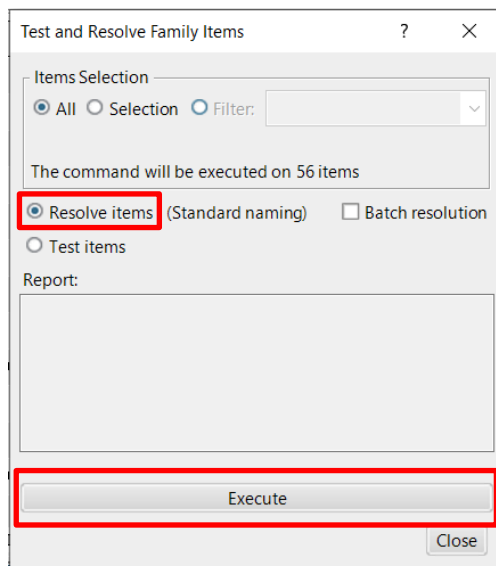 Test and Resolve Family Items ?
Items Selection
All Selection Filter:
The command will be executed on 56 items
Resolve items (Standard naming) Batch resolution
Test items
Report:
Execute
Close